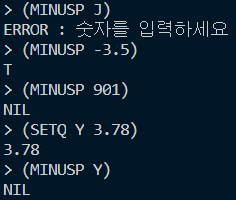 > (MINUSP J)
ERROR : 숫자를 입력하세요
> (MINUSP -3.5)
T
> (MINUSP 901)
NIL
> (SETQ Y 3.78)
3.78
> (MINUSP Y)
NIL